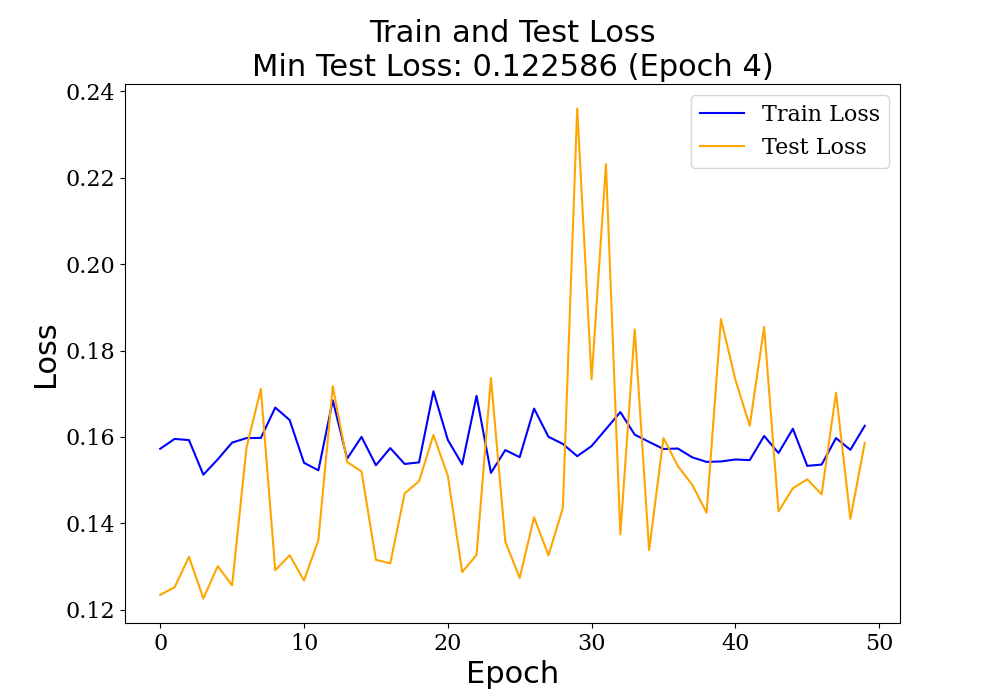 Train and Test Loss
Min Test Loss: 0.122586 (Epoch 4)
Train Loss
Test Loss
Loss
0.24
0.22
0.20
0.18
0.16
0.14
0.12
0 10 20 30 40 50
Epoch